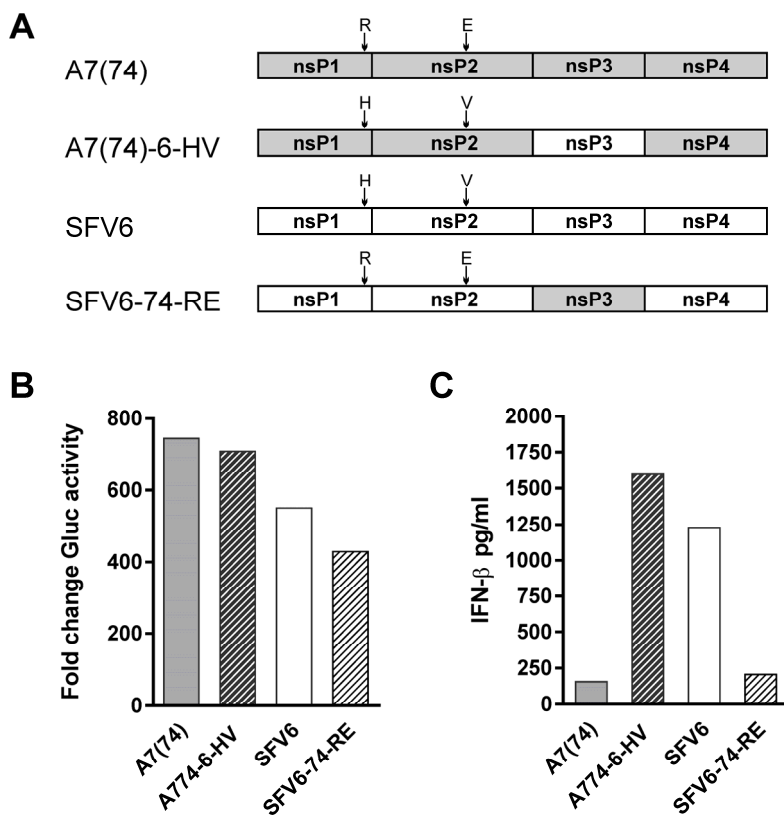 A
R E
A7(74) nsP1 nsP2 nsP3 nsP4
H V
A7(74)-6-HV nsP1 nsP2 nsP3 nsP4
H V
SFV6 nsP1 nsP2 nsP3 nsP4
R E
SFV6-74-RE nsP1 nsP2 nsP3 nsP4
B
Fold change Gluc activity
800
600
400
200
0
A7(74)
A774-6-HV
SFV6
SFV6-74-RE
C
IFN-β pg/ml
2000
1750
1500
1250
1000
750
500
250
0
A7(74)
A774-6-HV
SFV6
SFV6-74-RE